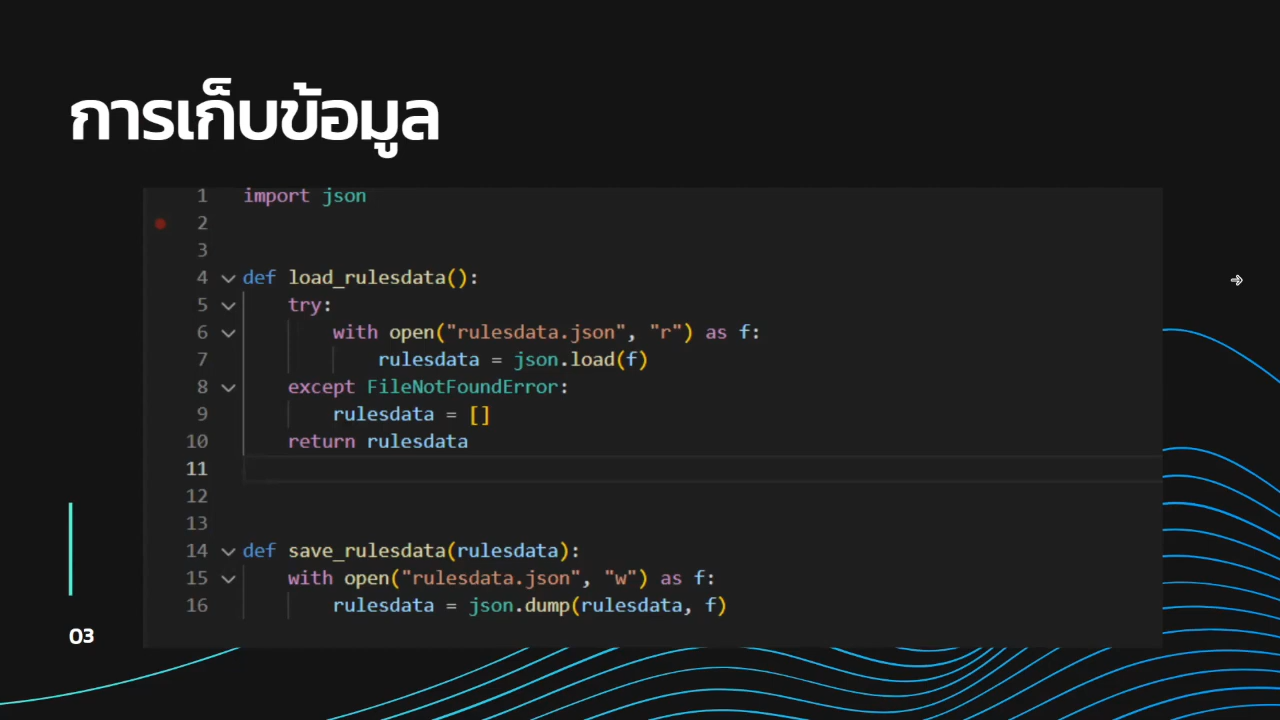 การเก็บข้อมูล
1 import json
2
3
4 def load_rulesdata():
5 try:
6 with open("rulesdata.json", "r") as f:
7 rulesdata = json.load(f)
8 except FileNotFoundError:
9 rulesdata = []
10 return rulesdata
11
12
13
14 def save_rulesdata(rulesdata):
15 with open("rulesdata.json", "w") as f:
16 rulesdata = json.dump(rulesdata, f)
03